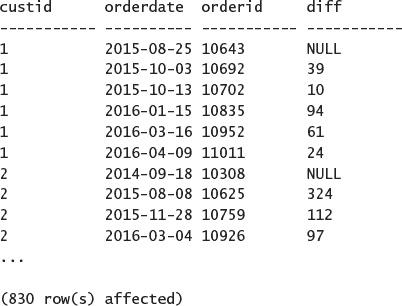 custid      orderdate  orderid     diff
----------- ---------- ----------- -----------
1           2015-08-25 10643       NULL
1           2015-10-03 10692       39
1           2015-10-13 10702       10
1           2016-01-15 10835       94
1           2016-03-16 10952       61
1           2016-04-09 11011       24
2           2014-09-18 10308       NULL
2           2015-08-08 10625       324
2           2015-11-28 10759       112
2           2016-03-04 10926       97
...
(830 row(s) affected)